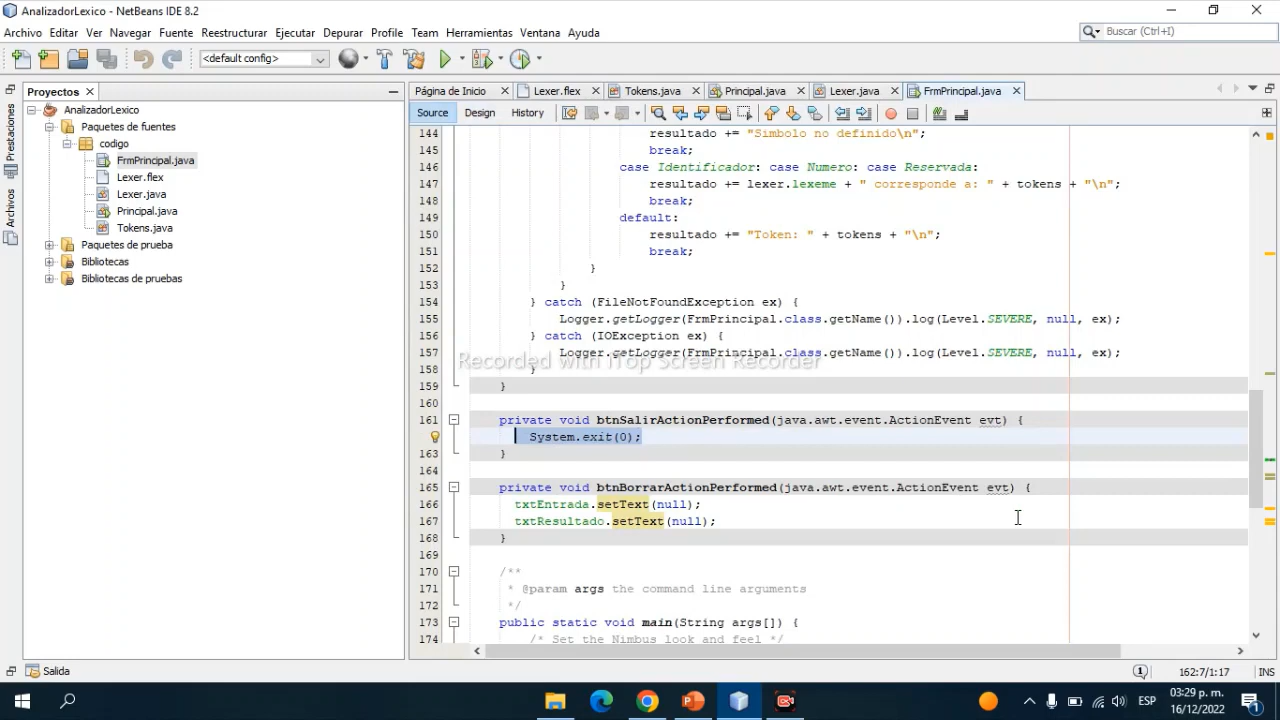 AnalizadorLexico - NetBeans IDE 8.2
Archivo Editar Ver Navegar Fuente Reestructurar Ejecutar Depurar Profile Team Herramientas Ventana Ayuda
Buscar (Ctrl+I)
<default config>
Proyectos
Página de Inicio Lexer.flex Tokens.java Principal.java Lexer.java FrmPrincipal.java
Source Design History
Prestaciones
Archivos
AnalizadorLexico
Paquetes de fuentes
codigo
FrmPrincipal.java
Lexer.flex
Lexer.java
Principal.java
Tokens.java
Paquetes de prueba
Bibliotecas
Bibliotecas de pruebas
144 resultado += "Simbolo no definido\n";
145 break;
146 case Identificador: case Numero: case Reservada:
147 resultado += lexer.lexeme + " corresponde a: " + tokens + "\n";
148 break;
149 default:
150 resultado += "Token: " + tokens + "\n";
151 break;
152 }
153 }
154 } catch (FileNotFoundException ex) {
155 Logger.getLogger(FrmPrincipal.class.getName()).log(Level.SEVERE, null, ex);
156 } catch (IOException ex) {
157 Logger.getLogger(FrmPrincipal.class.getName()).log(Level.SEVERE, null, ex);
Recorded with iTop Screen Recorder
158 }
159 }
160
161 private void btnSalirActionPerformed(java.awt.event.ActionEvent evt) {
System.exit(0);
163 }
164
165 private void btnBorrarActionPerformed(java.awt.event.ActionEvent evt) {
166 txtEntrada.setText(null);
167 txtResultado.setText(null);
168 }
169
170 /**
171 * @param args the command line arguments
172 */
173 public static void main(String args[]) {
174 /* Set the Nimbus look and feel */
Salida
1
162:7/1:17
INS
ESP
03:29 p. m.
16/12/2022
1